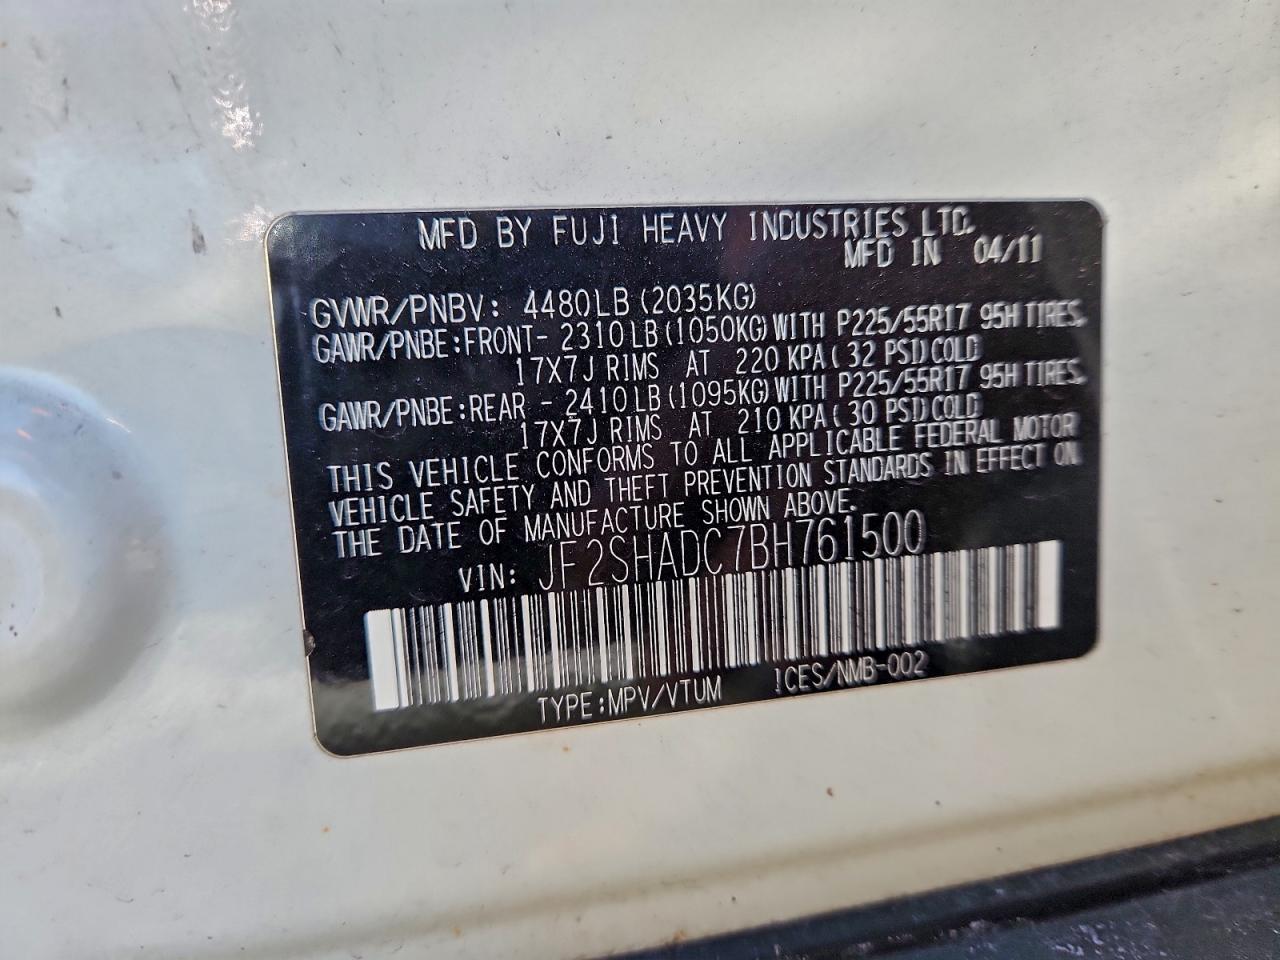 MFD BY FUJI HEAVY INDUSTRIES LTD.
MFD IN 04/11
GVWR/PNBV: 4480LB(2035KG)
GAWR/PNBE:FRONT- 2310LB(1050KG)WITH P225/55R17 95H TIRES.
17X7J RIMS AT 220 KPA(32 PSI)COLD
GAWR/PNBE:REAR - 2410LB(1095KG)WITH P225/55R17 95H TIRES.
17X7J RIMS AT 210 KPA(30 PSI)COLD
THIS VEHICLE CONFORMS TO ALL APPLICABLE FEDERAL MOTOR
VEHICLE SAFETY AND THEFT PREVENTION STANDARDS IN EFFECT ON
THE DATE OF MANUFACTURE SHOWN ABOVE.
VIN: JF2SHADC7BH761500
TYPE:MPV/VTUM ICES/NMB-002